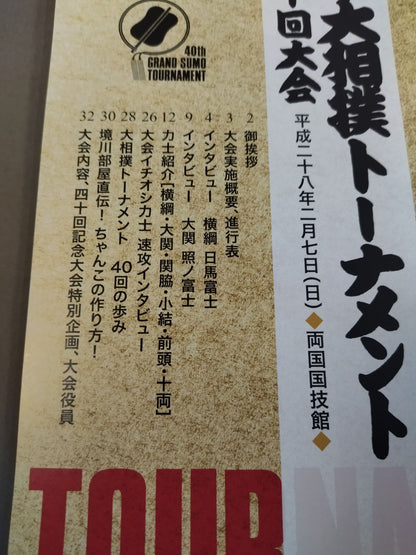 大相撲トーナメント
回大会
平成二十八年二月七日(日)◆両国国技館◆
40th
GRAND SUMO
TOURNAMENT
2 御挨拶
3 大会実施概要、進行表
4 インタビュー 横綱 日馬富士
9 インタビュー 大関 照ノ富士
12 力士紹介[横綱・大関・関脇・小結・前頭・十両]
26 大会イチオシ力士 速攻インタビュー
28 大相撲トーナメント 40回の歩み
30 境川部屋直伝!ちゃんこの作り方!
32 大会内容、四十回記念大会特別企画、大会役員
TOURNA